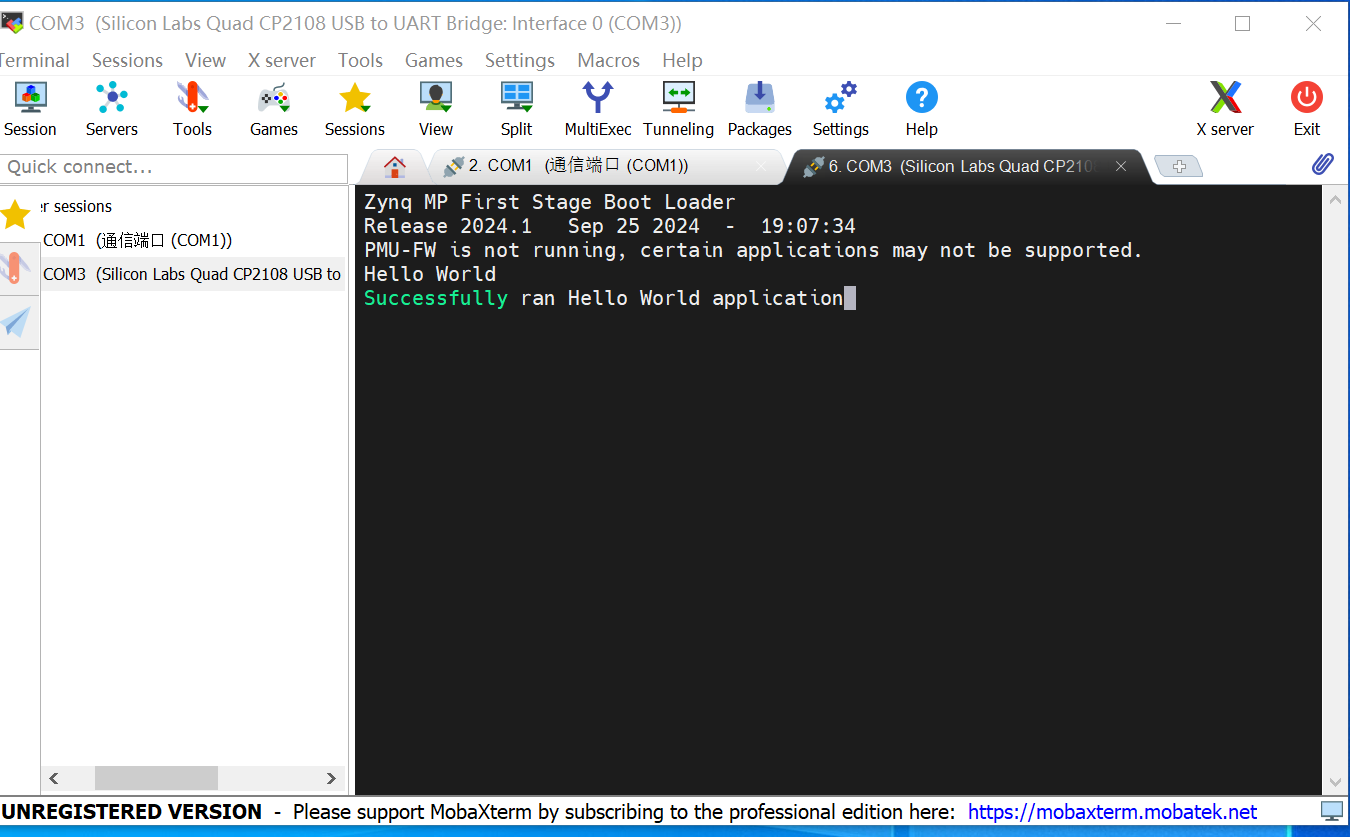 COM3 (Silicon Labs Quad CP2108 USB to UART Bridge: Interface 0 (COM3))
Terminal Sessions View X server Tools Games Settings Macros Help
Session Servers Tools Games Sessions View Split MultiExec Tunneling Packages Settings Help X server Exit
Quick connect...
2. COM1 (通信端口 (COM1))
6. COM3 (Silicon Labs Quad CP210
er sessions
COM1 (通信端口 (COM1))
COM3 (Silicon Labs Quad CP2108 USB to
Zynq MP First Stage Boot Loader
Release 2024.1 Sep 25 2024 - 19:07:34
PMU-FW is not running, certain applications may not be supported.
Hello World
Successfully ran Hello World application
UNREGISTERED VERSION - Please support MobaXterm by subscribing to the professional edition here: https://mobaxterm.mobatek.net